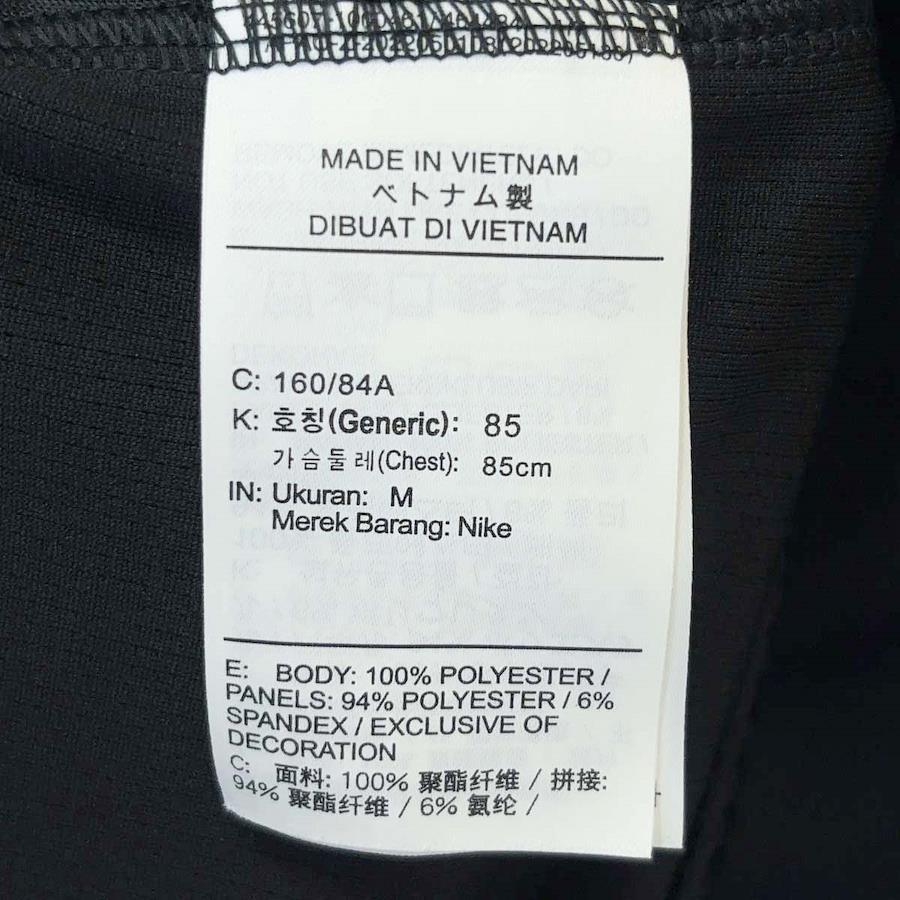 MADE IN VIETNAM
ベトナム製
DIBUAT DI VIETNAM
C: 160/84A
K: 호칭(Generic): 85
가슴둘레(Chest): 85cm
IN: Ukuran: M
Merek Barang: Nike
E: BODY: 100% POLYESTER /
PANELS: 94% POLYESTER / 6%
SPANDEX / EXCLUSIVE OF
DECORATION
C: 面料: 100% 聚酯纤维 / 拼接:
94% 聚酯纤维 / 6% 氨纶 /